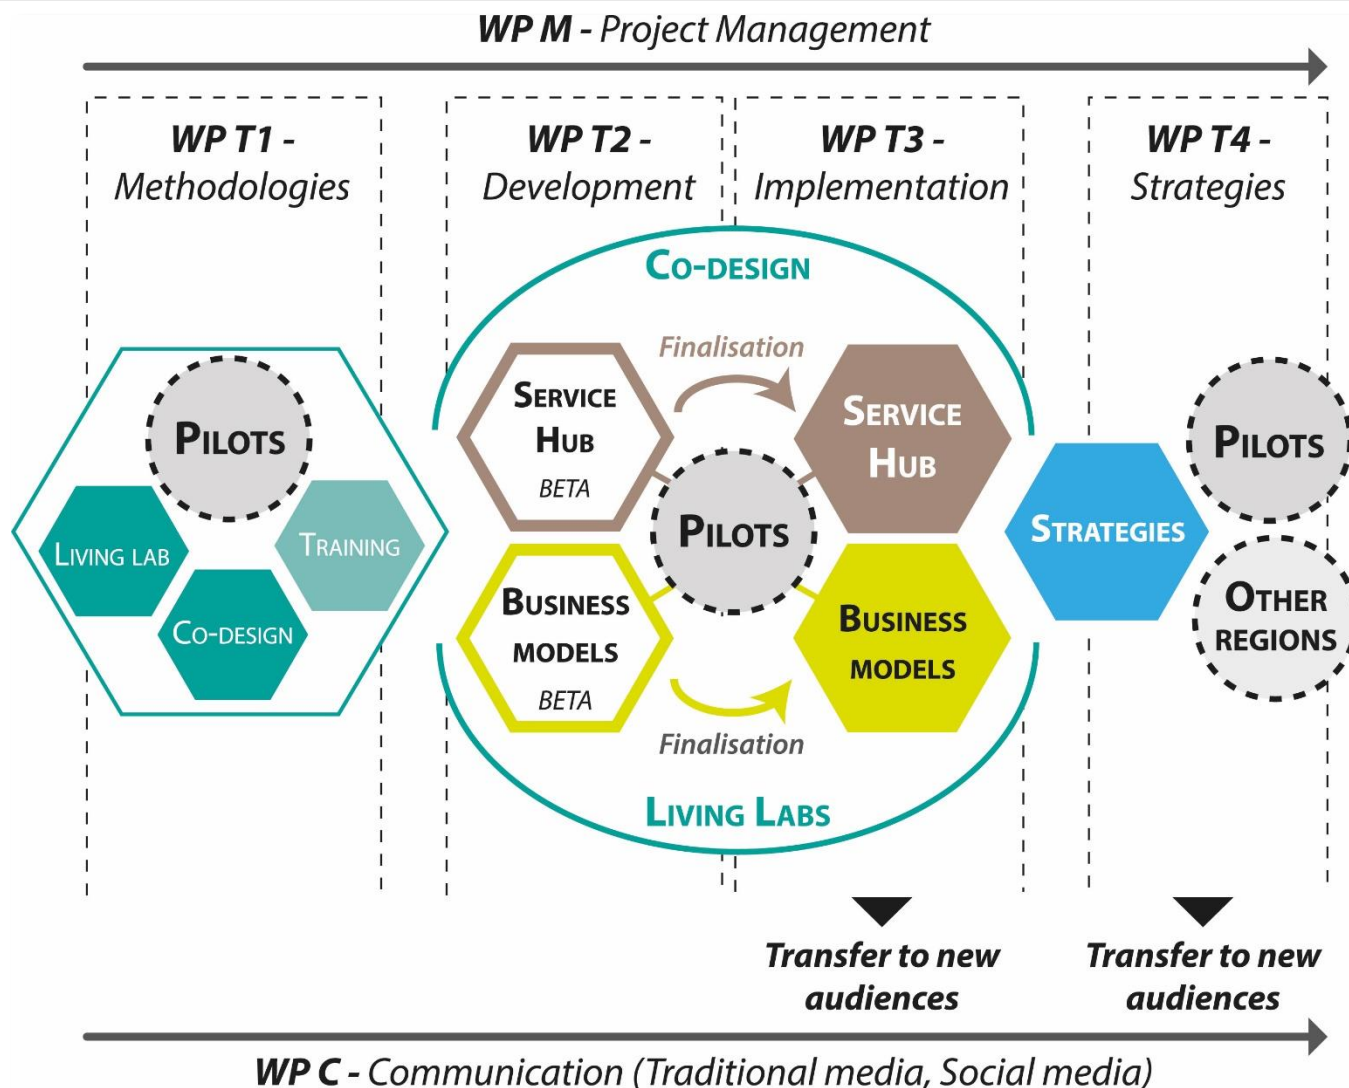 WP M - Project Management
WP T1 -
Methodologies
WP T2 -
Development
WP T3 -
Implementation
WP T4 -
Strategies
PILOTS
LIVING LAB
TRAINING
CO-DESIGN
CO-DESIGN
Finalisation
SERVICE
HUB
BETA
SERVICE
HUB
PILOTS
BUSINESS
MODELS
BETA
BUSINESS
MODELS
Finalisation
LIVING LABS
STRATEGIES
PILOTS
OTHER
REGIONS
Transfer to new
audiences
Transfer to new
audiences
WP C - Communication (Traditional media, Social media)